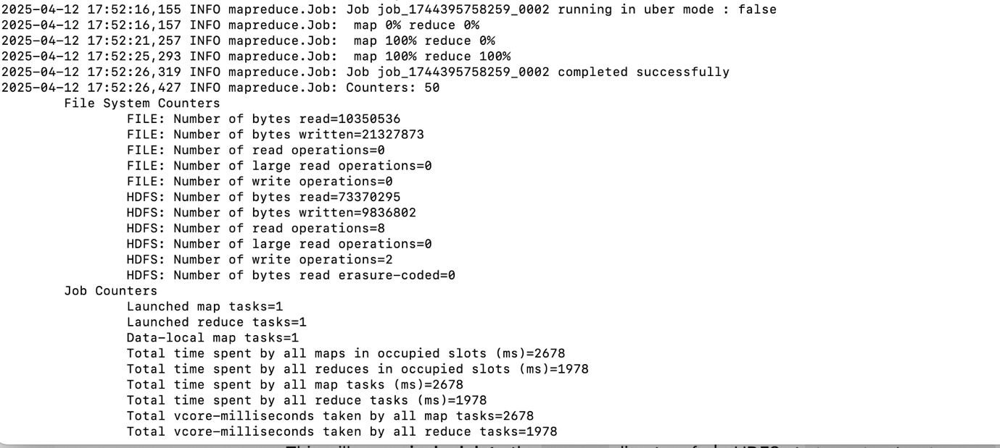 2025-04-12 17:52:16,155 INFO mapreduce.Job: Job job_1744395758259_0002 running in uber mode : false
2025-04-12 17:52:16,157 INFO mapreduce.Job:  map 0% reduce 0%
2025-04-12 17:52:21,257 INFO mapreduce.Job:  map 100% reduce 0%
2025-04-12 17:52:25,293 INFO mapreduce.Job:  map 100% reduce 100%
2025-04-12 17:52:26,319 INFO mapreduce.Job: Job job_1744395758259_0002 completed successfully
2025-04-12 17:52:26,427 INFO mapreduce.Job: Counters: 50
File System Counters
FILE: Number of bytes read=10350536
FILE: Number of bytes written=21327873
FILE: Number of read operations=0
FILE: Number of large read operations=0
FILE: Number of write operations=0
HDFS: Number of bytes read=73370295
HDFS: Number of bytes written=9836802
HDFS: Number of read operations=8
HDFS: Number of large read operations=0
HDFS: Number of write operations=2
HDFS: Number of bytes read erasure-coded=0
Job Counters
Launched map tasks=1
Launched reduce tasks=1
Data-local map tasks=1
Total time spent by all maps in occupied slots (ms)=2678
Total time spent by all reduces in occupied slots (ms)=1978
Total time spent by all map tasks (ms)=2678
Total time spent by all reduce tasks (ms)=1978
Total vcore-milliseconds taken by all map tasks=2678
Total vcore-milliseconds taken by all reduce tasks=1978